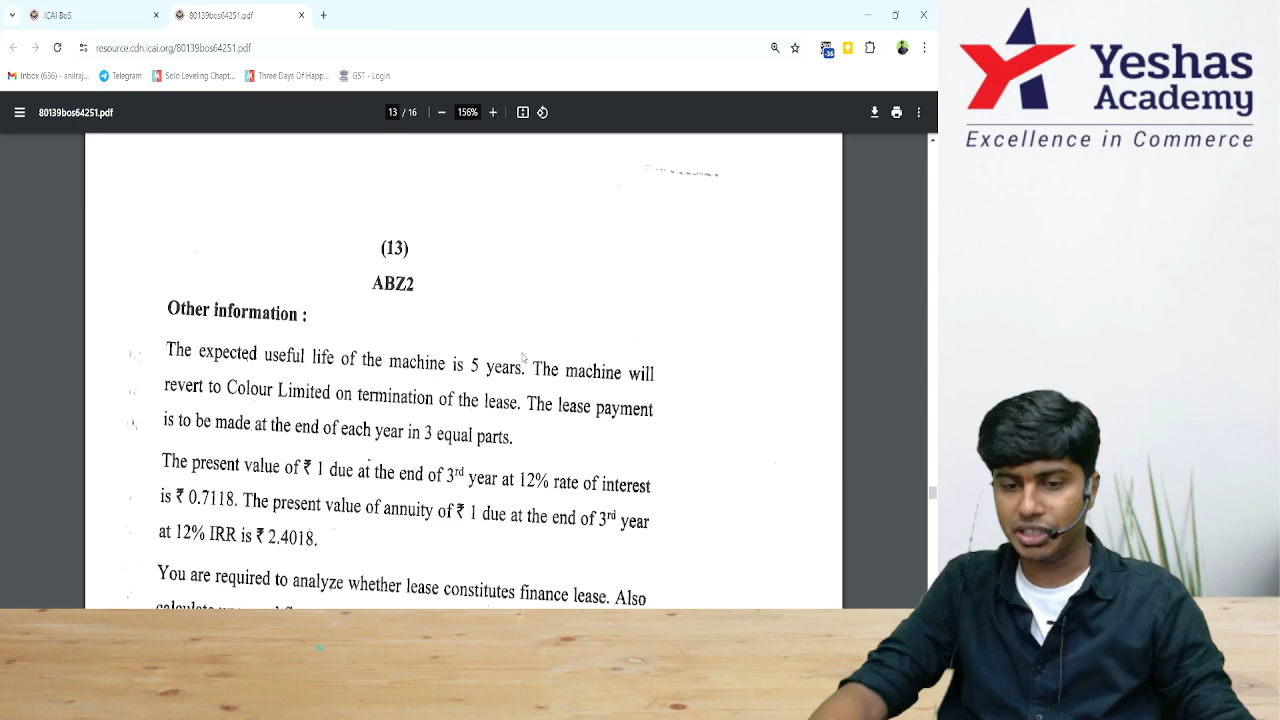 ICAI BoS
80139bos64251.pdf
resource.cdn.icai.org/80139bos64251.pdf
Inbox (636) - anilraj...
Telegram
Selo Leveling Chapt...
Three Days Of Happ...
GST - Login
80139bos64251.pdf
13 / 16
156%
(13)
ABZ2
Other information :
The expected useful life of the machine is 5 years. The machine will
revert to Colour Limited on termination of the lease. The lease payment
is to be made at the end of each year in 3 equal parts.
The present value of ₹ 1 due at the end of 3rd year at 12% rate of interest
is ₹ 0.7118. The present value of annuity of ₹ 1 due at the end of 3rd year
at 12% IRR is ₹ 2.4018.
You are required to analyze whether lease constitutes finance lease. Also
Yeshas
Academy
Excellence in Commerce